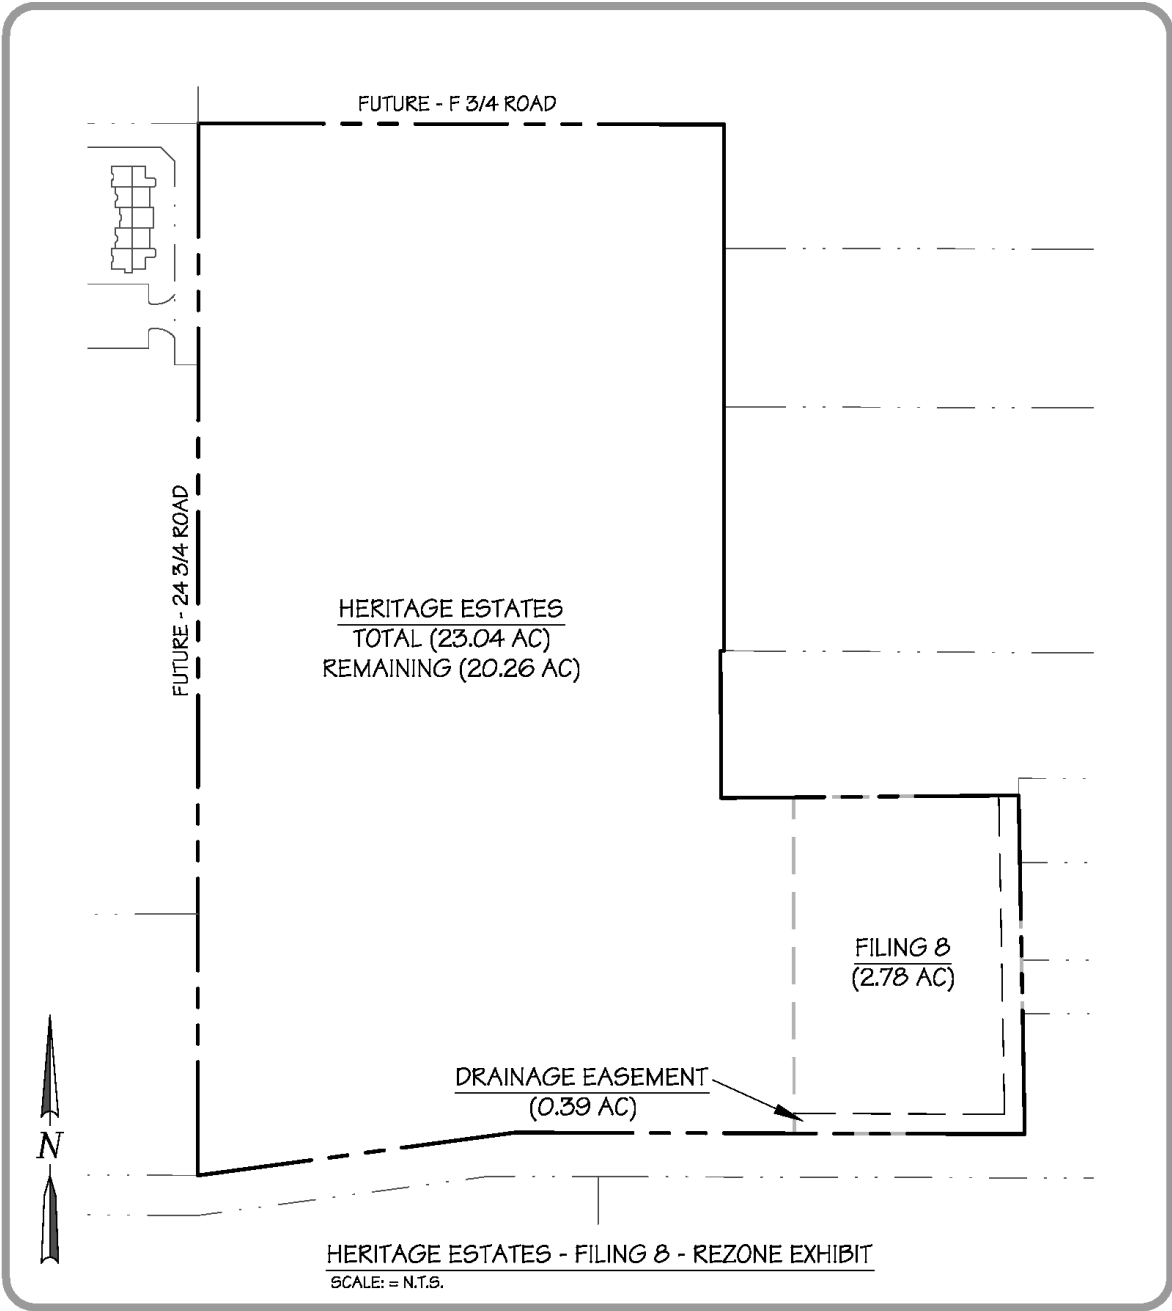 FUTURE - F 3/4 ROAD
FUTURE - 24 3/4 ROAD
HERITAGE ESTATES
TOTAL (23.04 AC)
REMAINING (20.26 AC)
FILING 8
(2.78 AC)
DRAINAGE EASEMENT
(0.39 AC)
N
HERITAGE ESTATES - FILING 8 - REZONE EXHIBIT
SCALE: = N.T.S.